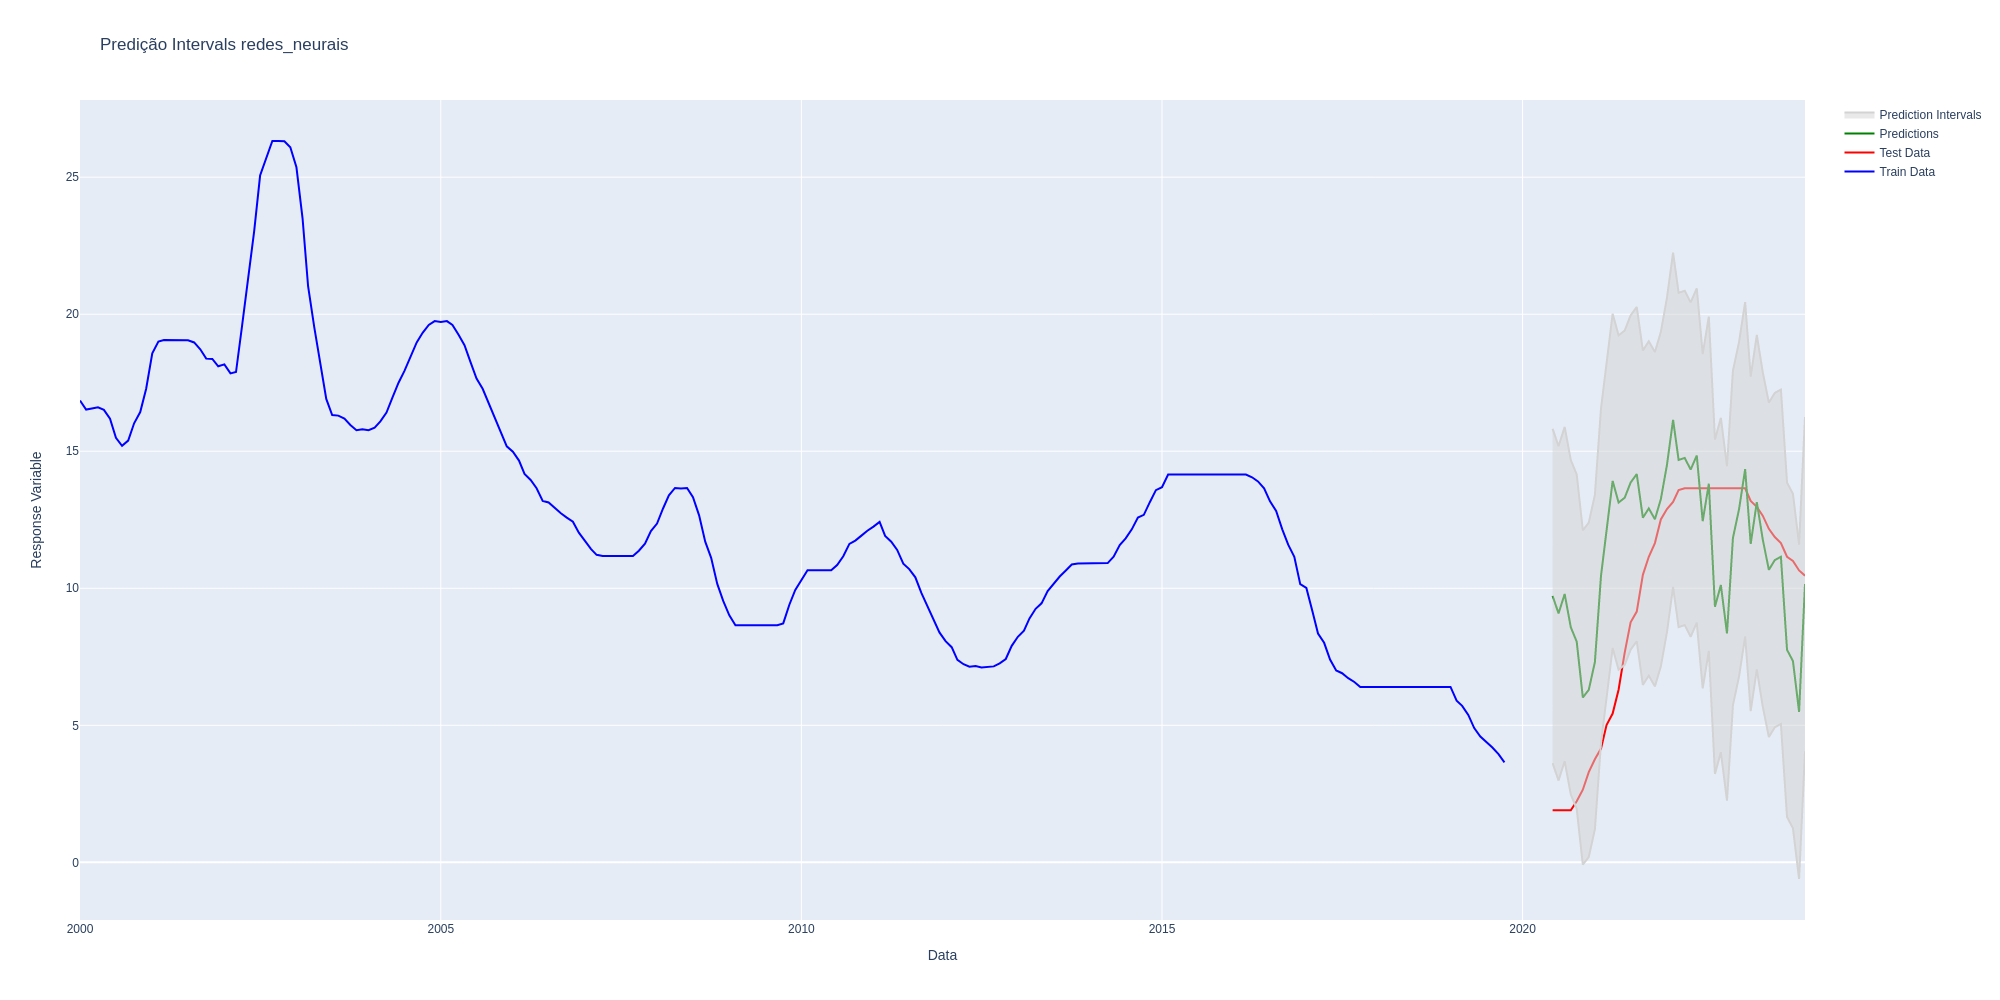 Predição Intervals redes_neurais
Prediction Intervals
Predictions
Test Data
Train Data
Response Variable
25
20
15
10
5
0
2000
2005
2010
2015
2020
Data